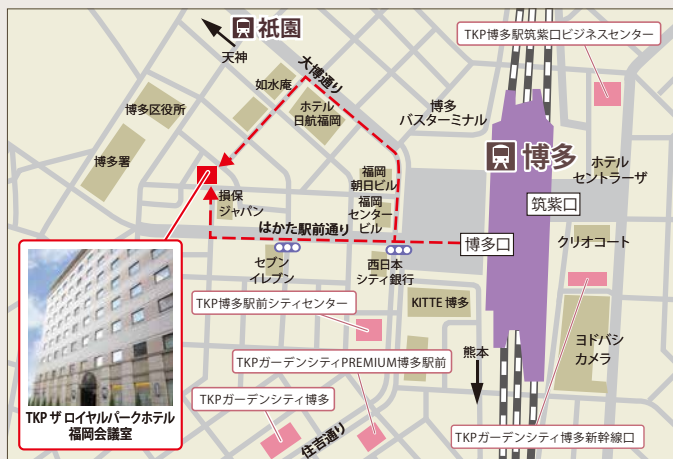 祇園
天神
TKP博多駅筑紫口ビジネスセンター
大博通り
如水庵
ホテル
日航福岡
博多
バスターミナル
博多区役所
博多署
博多
福岡
朝日ビル
ホテル
セントラーザ
損保
ジャパン
福岡
センター
ビル
筑紫口
はかた駅前通り
博多口
クリオコート
セブン
イレブン
西日本
シティ銀行
TKP博多駅前シティセンター
KITTE 博多
ヨドバシ
カメラ
熊本
TKPガーデンシティPREMIUM博多駅前
TKPガーデンシティ博多
TKP ザ ロイヤルパークホテル
福岡会議室
住吉通り
TKPガーデンシティ博多新幹線口